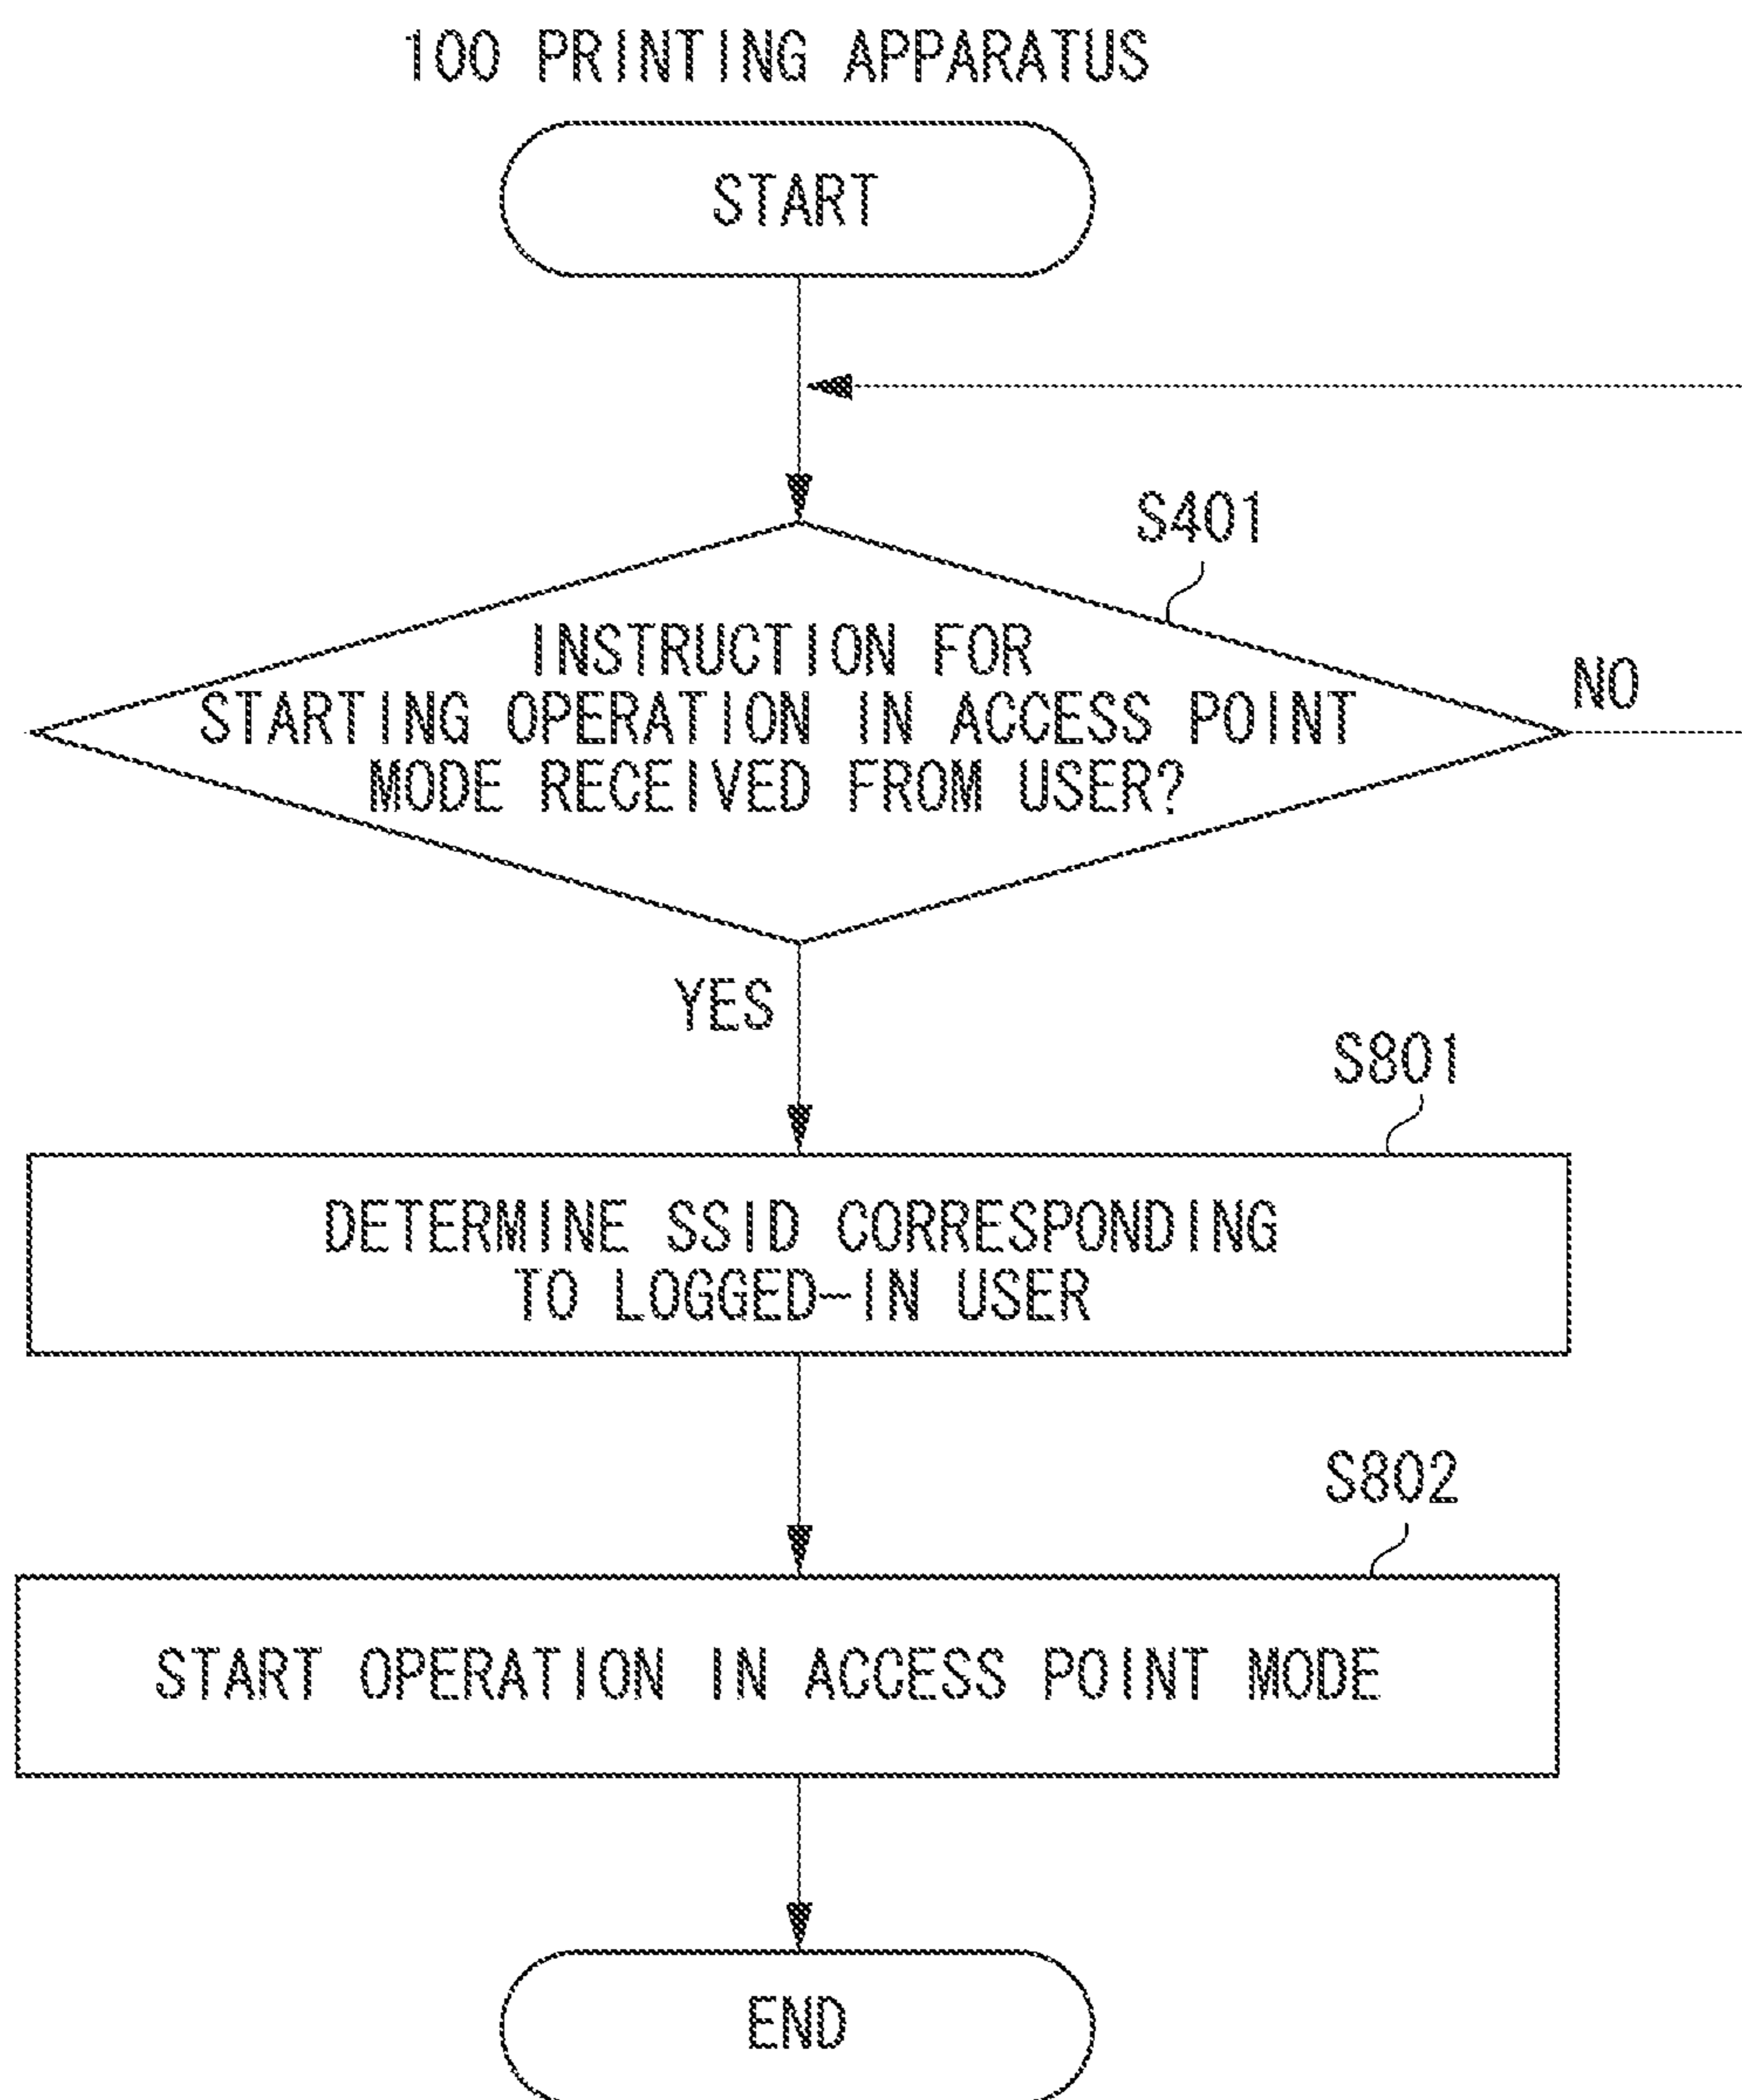 100 PRINTING APPARATUS
START
S401
INSTRUCTION FOR
STARTING OPERATION IN ACCESS POINT
MODE RECEIVED FROM USER?
NO
YES
S801
DETERMINE SSID CORRESPONDING
TO LOGGED-IN USER
S802
START OPERATION IN ACCESS POINT MODE
END